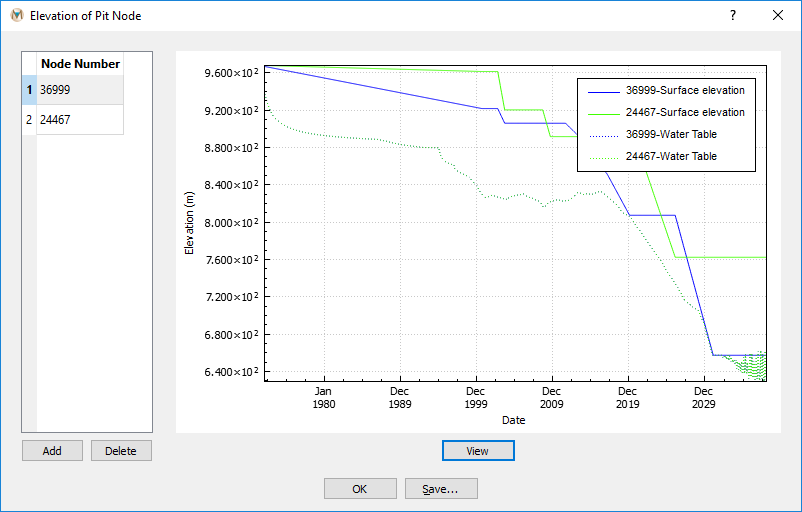 Elevation of Pit Node
?
Node Number
1 36999
2 24467
Add
Delete
9.600×10²
9.200×10²
8.800×10²
8.400×10²
8.000×10²
7.600×10²
7.200×10²
6.800×10²
6.400×10²
Elevation (m)
36999-Surface elevation
24467-Surface elevation
36999-Water Table
24467-Water Table
Jan Dec Dec Dec Dec Dec
1980 1989 1999 2009 2019 2029
Date
View
OK
Save...